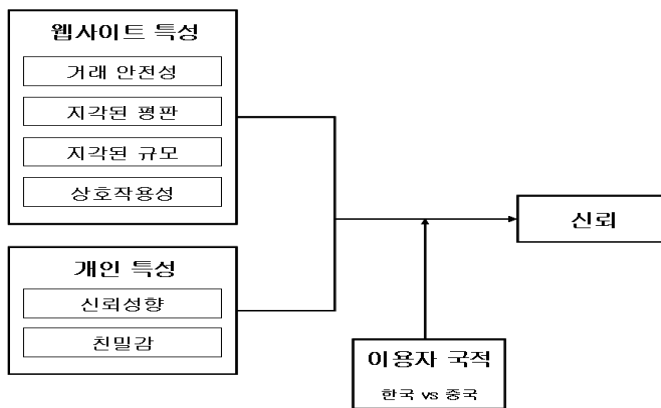 웹사이트 특성
거래 안전성
지각된 평판
지각된 규모
상호작용성
신뢰
개인 특성
신뢰성향
친밀감
이용자 국적
한국 vs 중국